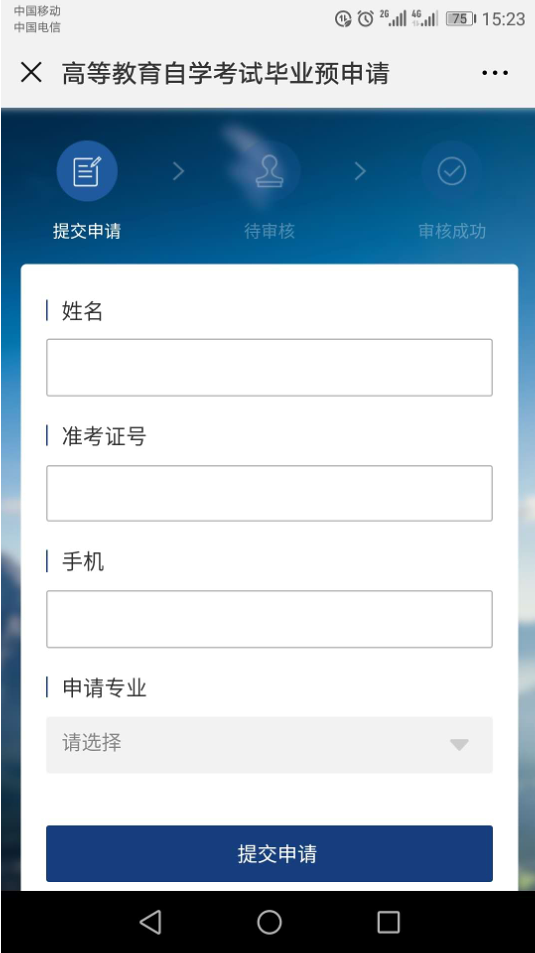 中国移动
中国电信
2G 4G 75 15:23
高等教育自学考试毕业预申请
提交申请
待审核
审核成功
姓名
准考证号
手机
申请专业
请选择
提交申请